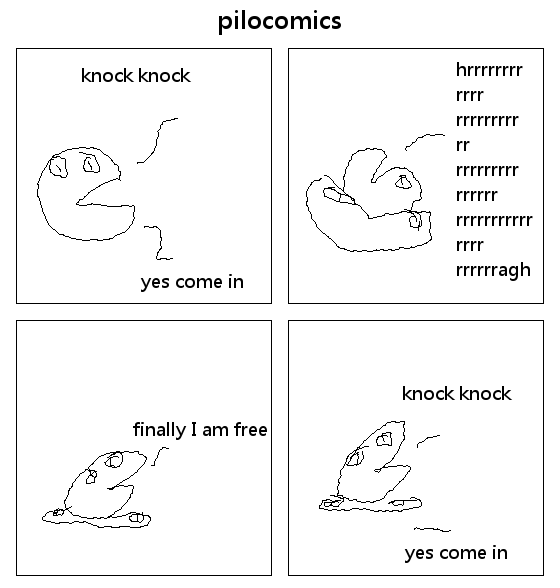 pilocomics
knock knock
yes come in
hrrrrrrrr
rrrr
rrrrrrrrr
rr
rrrrrrrrr
rrrrrr
rrrrrrrrrrr
rrrr
rrrrrragh
finally I am free
knock knock
yes come in